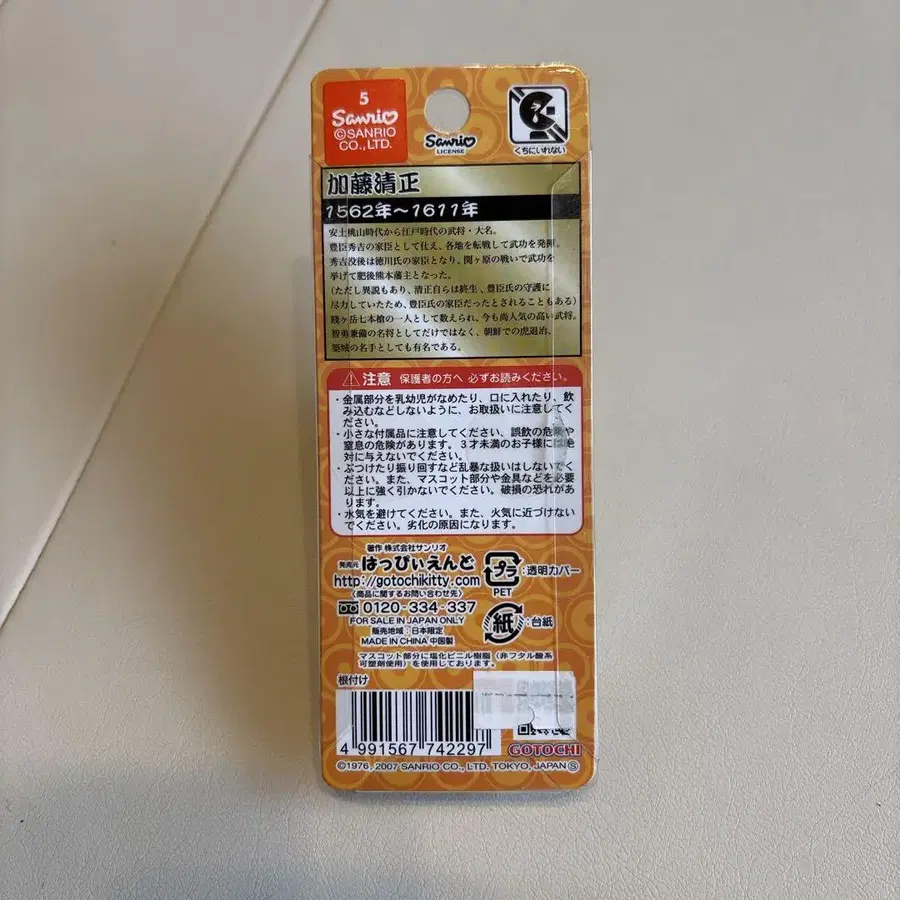 5
Sanrio
©SANRIO
CO., LTD.
Sanrio
LICENSE
くちにいれない
加藤清正
1562年～1611年
安土桃山時代から江戸時代の武将・大名。
豊臣秀吉の家臣として仕え、各地を転戦して武功を発揮。
秀吉没後は徳川氏の家臣となり、関ヶ原の戦いで武功を
挙げて肥後熊本藩主となった。
(ただし異説もあり、清正自らは終生、豊臣氏の守護に
尽力していたため、豊臣氏の家臣だったとされることもある)
賤ヶ岳七本槍の一人として数えられ、今も尚人気の高い武将。
智勇兼備の名将としてだけではなく、朝鮮での虎退治、
築城の名手としても有名である。
注意 保護者の方へ 必ずお読みください。
・金属部分を乳幼児がなめたり、口に入れたり、飲
み込むなどしないように、お取扱いに注意してく
ださい。
・小さな付属品に注意してください、誤飲の危険や
窒息の危険があります。3才未満のお子様には絶
対に与えないでください。
・ぶつけたり振り回すなど乱暴な扱いはしないでく
ださい。また、マスコット部分や金具などを必要
以上に強く引かないでください。破損の恐れがあ
ります。
・水気を避けてください。また、火気に近づけない
でください。劣化の原因になります。
著作 株式会社サンリオ
発売元 はっぴぃえんど
http://gotochikitty.com
〈商品に関するお問い合わせ先〉
0120-334-337
FOR SALE IN JAPAN ONLY
販売地域：日本限定
MADE IN CHINA 中国製
プラ
PET
：透明カバー
紙
：台紙
マスコット部分に塩化ビニル樹脂（非フタル酸系
可塑剤使用）を使用しております。
根付け
4 991567 742297
GOTOCHI
©1976, 2007 SANRIO CO., LTD. TOKYO, JAPAN Ⓢ